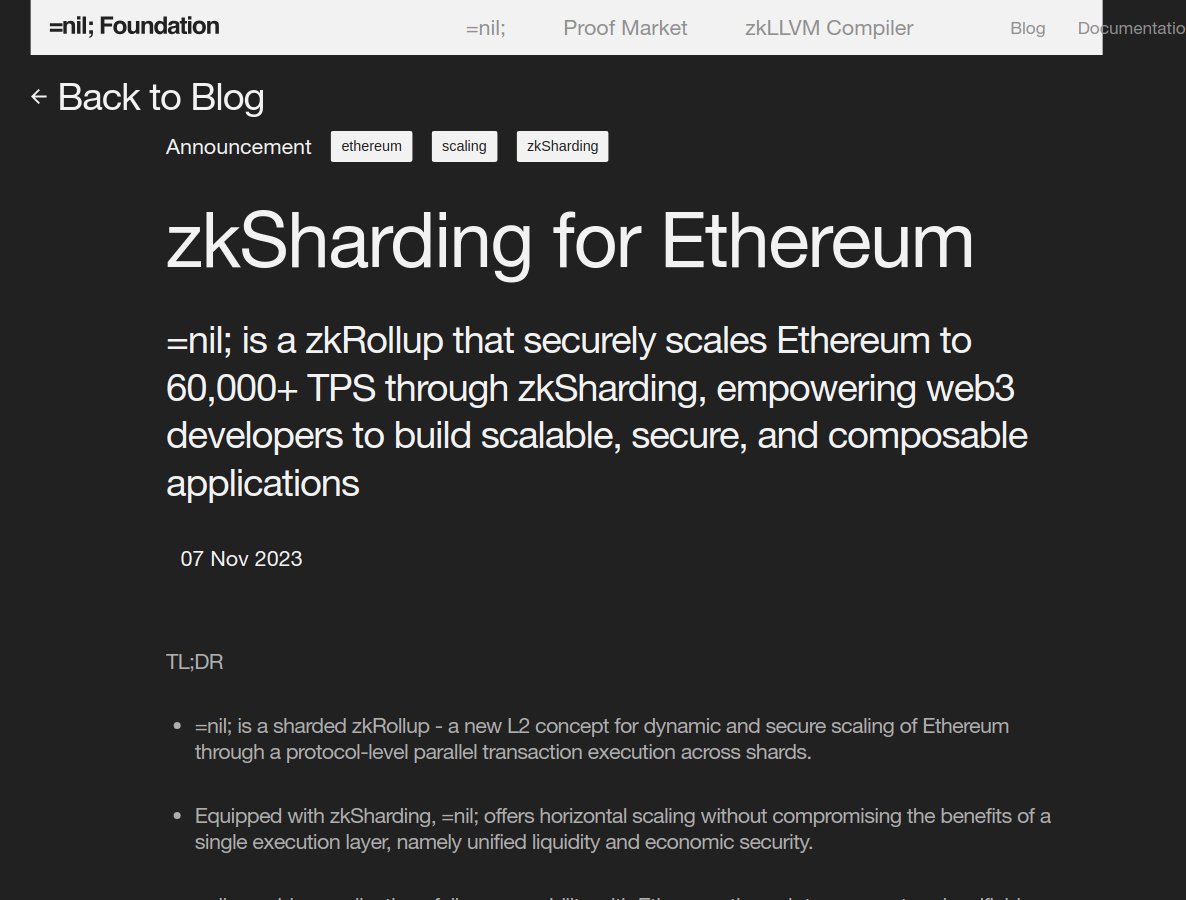 =nil; Foundation
=nil; Proof Market zkLLVM Compiler Blog Documentatio
← Back to Blog
Announcement ethereum scaling zkSharding
zkSharding for Ethereum
=nil; is a zkRollup that securely scales Ethereum to
60,000+ TPS through zkSharding, empowering web3
developers to build scalable, secure, and composable
applications
07 Nov 2023
TL;DR
• =nil; is a sharded zkRollup - a new L2 concept for dynamic and secure scaling of Ethereum
through a protocol-level parallel transaction execution across shards.
• Equipped with zkSharding, =nil; offers horizontal scaling without compromising the benefits of a
single execution layer, namely unified liquidity and economic security.